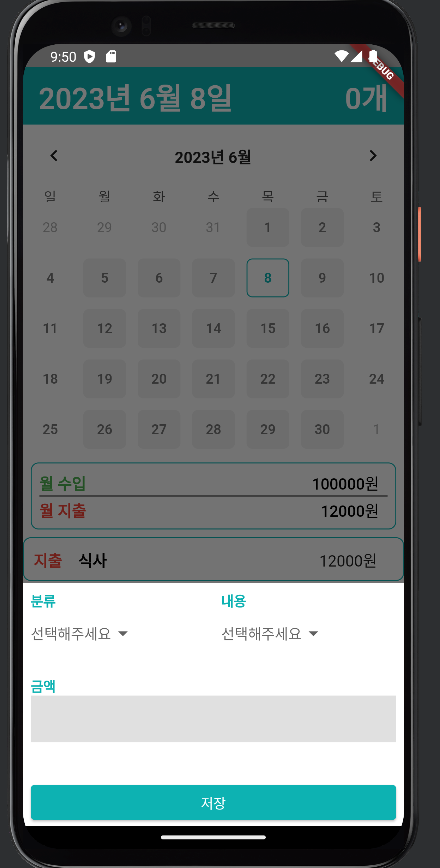 9:50
DEBUG
2023년 6월 8일 0개
2023년 6월
일 월 화 수 목 금 토
28 29 30 31 1 2 3
4 5 6 7 8 9 10
11 12 13 14 15 16 17
18 19 20 21 22 23 24
25 26 27 28 29 30 1
월 수입 100000원
월 지출 12000원
지출 식사 12000원
분류 내용
선택해주세요 선택해주세요
금액
저장